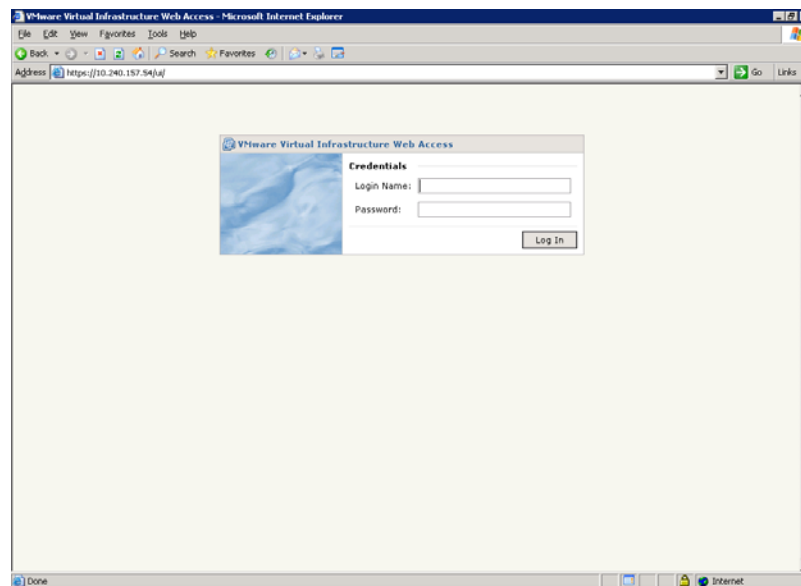 VMware Virtual Infrastructure Web Access - Microsoft Internet Explorer
File Edit View Favorites Tools Help
Back Search Favorites
Address https://10.240.157.54/ui/ Go Links
VMware Virtual Infrastructure Web Access
Credentials
Login Name:
Password:
Log In
Done Internet